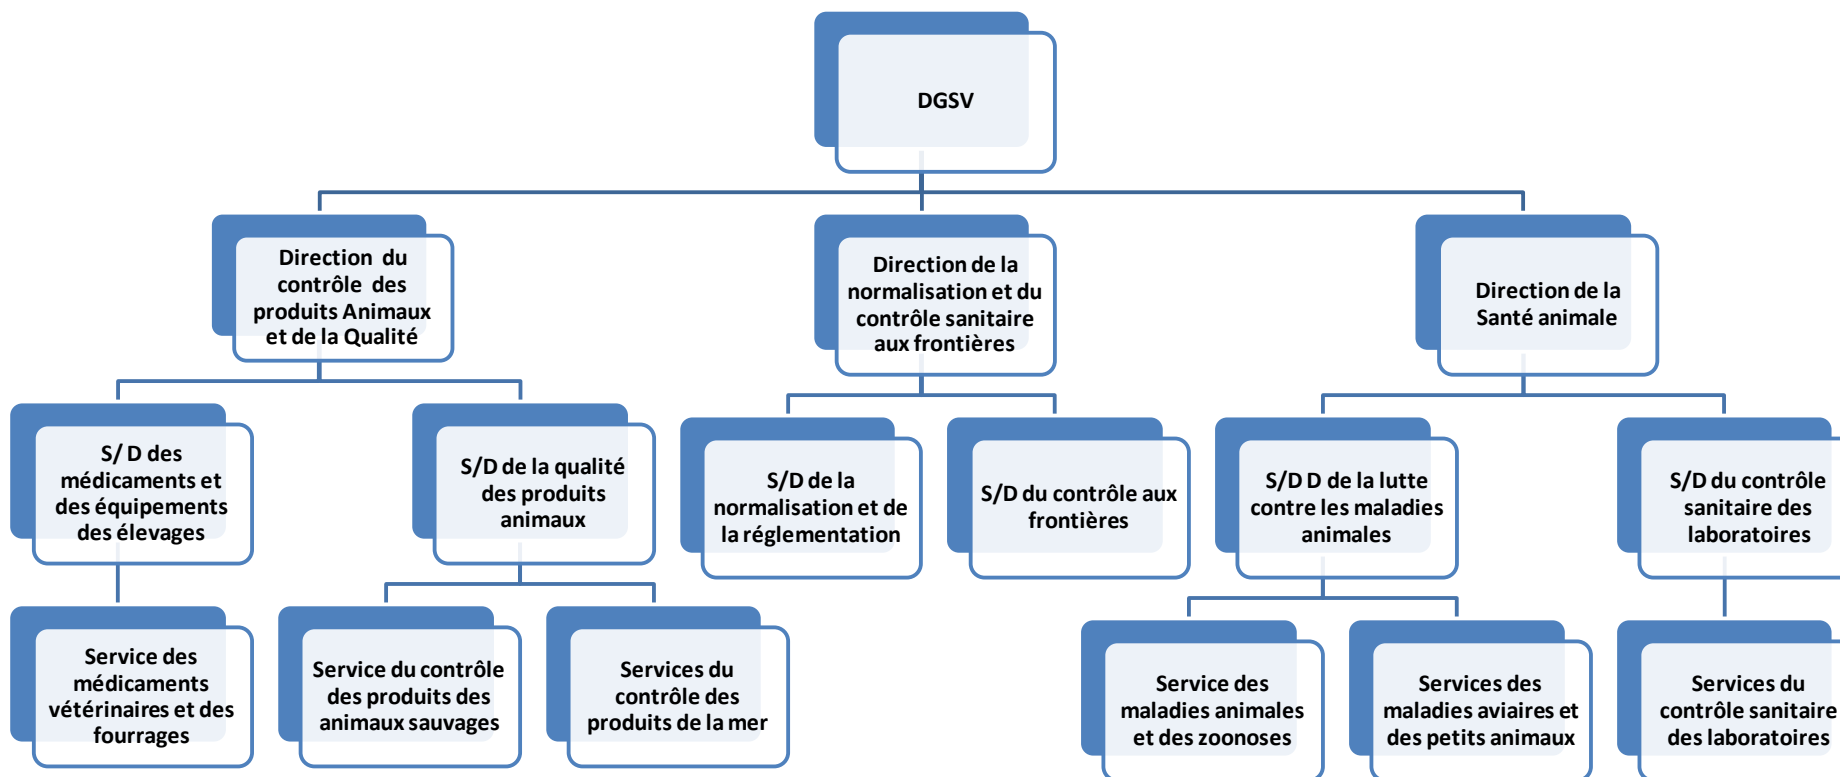 DGSV
Direction du
contrôle des
produits Animaux
et de la Qualité
Direction de la
normalisation et du
contrôle sanitaire
aux frontières
Direction de la
Santé animale
S/ D des
médicaments et
des équipements
des élevages
S/D de la qualité
des produits
animaux
S/D de la
normalisation et de
la réglementation
S/D du contrôle aux
frontières
S/D D de la lutte
contre les maladies
animales
S/D du contrôle
sanitaire des
laboratoires
Service des
médicaments
vétérinaires et des
fourrages
Service du contrôle
des produits des
animaux sauvages
Services du
contrôle des
produits de la mer
Service des
maladies animales
et des zoonoses
Services des
maladies aviaires et
des petits animaux
Services du
contrôle sanitaire
des laboratoires